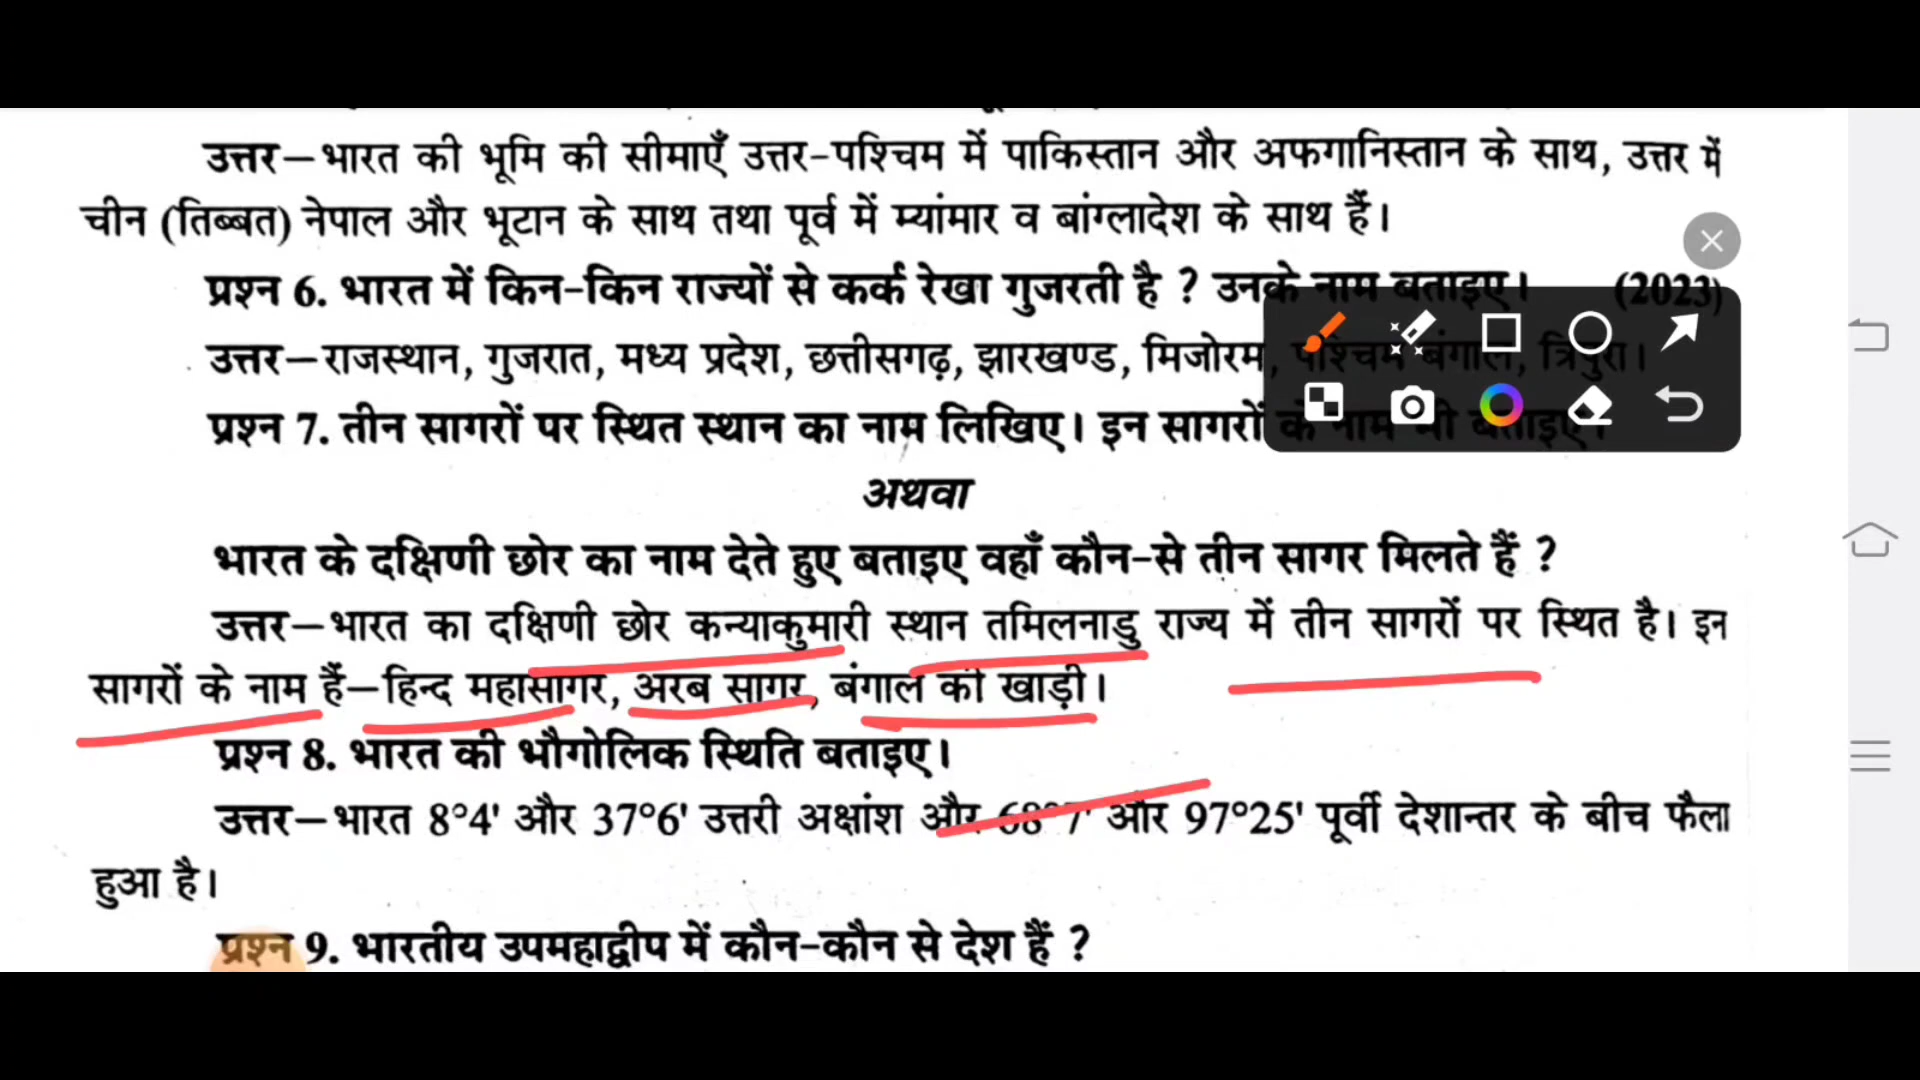 उत्तर—भारत की भूमि की सीमाएँ उत्तर-पश्चिम में पाकिस्तान और अफगानिस्तान के साथ, उत्तर में
चीन (तिब्बत) नेपाल और भूटान के साथ तथा पूर्व में म्यांमार व बांग्लादेश के साथ हैं।
प्रश्न 6. भारत में किन-किन राज्यों से कर्क रेखा गुजरती है ? उनके नाम बताइए। (2023)
उत्तर—राजस्थान, गुजरात, मध्य प्रदेश, छत्तीसगढ़, झारखण्ड, मिजोरम, पश्चिम बंगाल, त्रिपुरा।
प्रश्न 7. तीन सागरों पर स्थित स्थान का नाम लिखिए। इन सागरों के नाम भी बताइए।
अथवा
भारत के दक्षिणी छोर का नाम देते हुए बताइए वहाँ कौन-से तीन सागर मिलते हैं ?
उत्तर—भारत का दक्षिणी छोर कन्याकुमारी स्थान तमिलनाडु राज्य में तीन सागरों पर स्थित है। इन
सागरों के नाम हैं—हिन्द महासागर, अरब सागर, बंगाल की खाड़ी।
प्रश्न 8. भारत की भौगोलिक स्थिति बताइए।
उत्तर—भारत 8°4' और 37°6' उत्तरी अक्षांश और 68°7' और 97°25' पूर्वी देशान्तर के बीच फैला
हुआ है।
प्रश्न 9. भारतीय उपमहाद्वीप में कौन-कौन से देश हैं ?